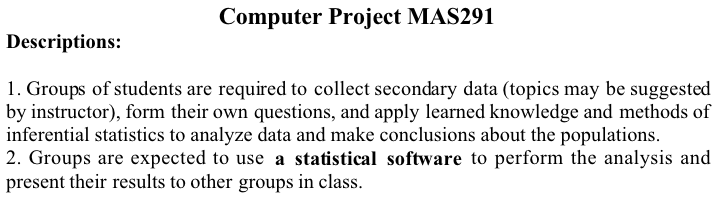 Computer Project MAS291
Descriptions:
1. Groups of students are required to collect secondary data (topics may be suggested
by instructor), form their own questions, and apply learned knowledge and methods of
inferential statistics to analyze data and make conclusions about the populations.
2. Groups are expected to use a statistical software to perform the analysis and
present their results to other groups in class.